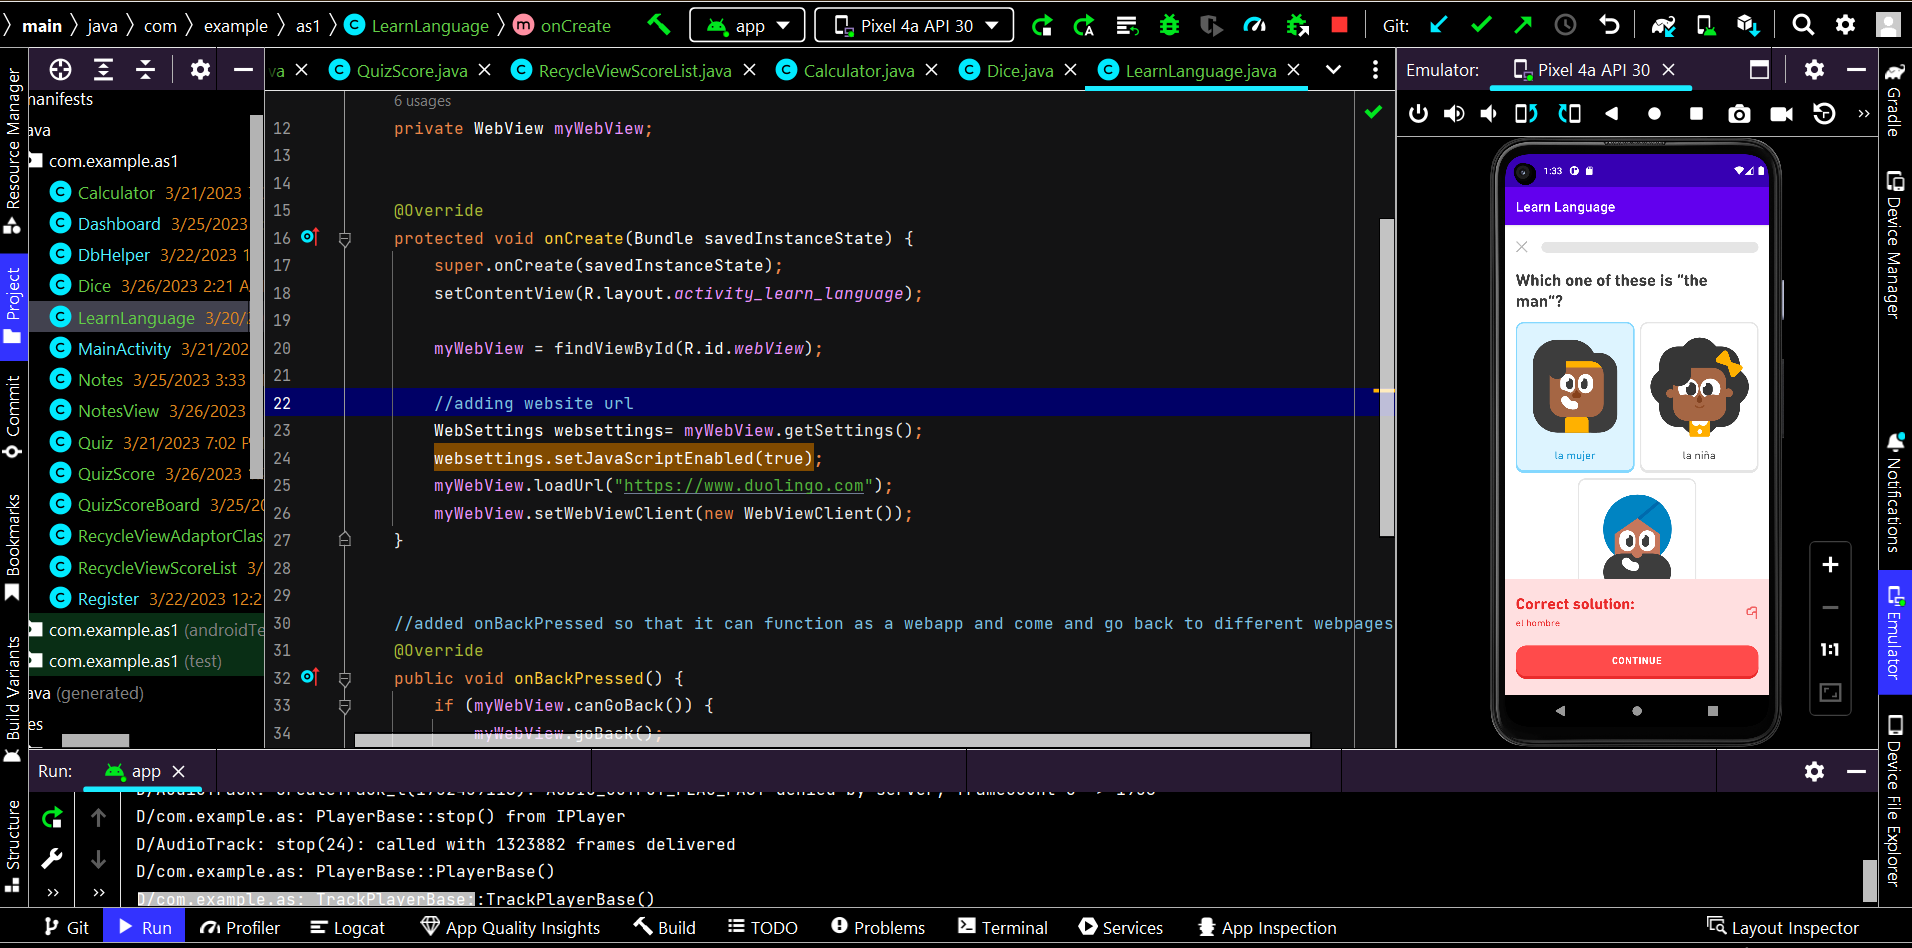 main java com example as1 LearnLanguage onCreate app Pixel 4a API 30 Git:
va QuizScore.java RecycleViewScoreList.java Calculator.java Dice.java LearnLanguage.java Emulator: Pixel 4a API 30
Resource Manager
Project
Commit
Bookmarks
Build Variants
Structure
manifests
ava
com.example.as1
Calculator 3/21/2023
Dashboard 3/25/2023
DbHelper 3/22/2023 1
Dice 3/26/2023 2:21 A
LearnLanguage 3/20/
MainActivity 3/21/202
Notes 3/25/2023 3:33
NotesView 3/26/2023
Quiz 3/21/2023 7:02 P
QuizScore 3/26/2023
QuizScoreBoard 3/25/20
RecycleViewAdaptorClas
RecycleViewScoreList 3/
Register 3/22/2023 12:2
com.example.as1 (androidTe
com.example.as1 (test)
ava (generated)
es
6 usages
12 private WebView myWebView;
13
14
15 @Override
16 protected void onCreate(Bundle savedInstanceState) {
17 super.onCreate(savedInstanceState);
18 setContentView(R.layout.activity_learn_language);
19
20 myWebView = findViewById(R.id.webView);
21
22 //adding website url
23 WebSettings websettings= myWebView.getSettings();
24 websettings.setJavaScriptEnabled(true);
25 myWebView.loadUrl("https://www.duolingo.com");
26 myWebView.setWebViewClient(new WebViewClient());
27 }
28
29
30 //added onBackPressed so that it can function as a webapp and come and go back to different webpages
31 @Override
32 public void onBackPressed() {
33 if (myWebView.canGoBack()) {
34 myWebView.goBack();
1:33
Learn Language
Which one of these is "the
man"?
la mujer la niña
Correct solution:
el hombre
CONTINUE
1:1
Gradle
Device Manager
Notifications
Emulator
Device File Explorer
Run: app
D/com.example.as: PlayerBase::stop() from IPlayer
D/AudioTrack: stop(24): called with 1323882 frames delivered
D/com.example.as: PlayerBase::PlayerBase()
D/com.example.as: TrackPlayerBase::TrackPlayerBase()
Git Run Profiler Logcat App Quality Insights Build TODO Problems Terminal Services App Inspection Layout Inspector